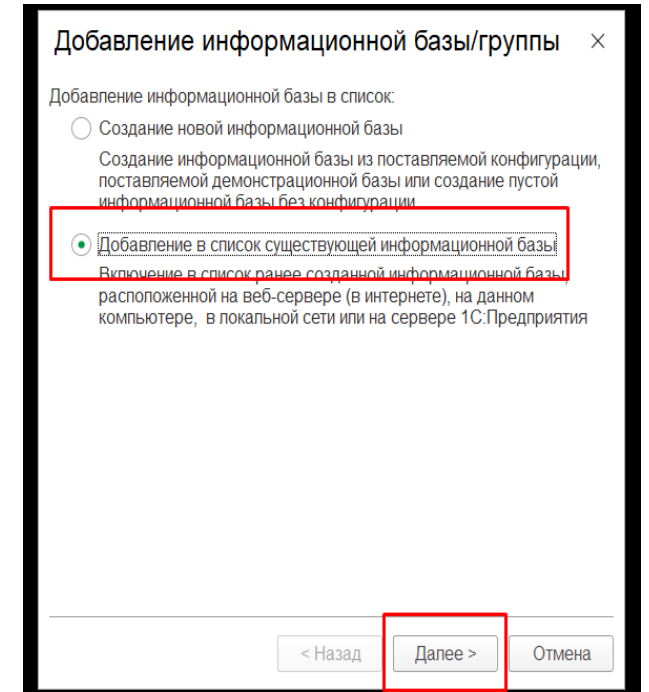 Добавление информационной базы/группы
Добавление информационной базы в список:
Создание новой информационной базы
Создание информационной базы из поставляемой конфигурации,
поставляемой демонстрационной базы или создание пустой
информационной базы без конфигурации
Добавление в список существующей информационной базы
Включение в список ранее созданной информационной базы,
расположенной на веб-сервере (в интернете), на данном
компьютере, в локальной сети или на сервере 1С:Предприятия
< Назад
Далее >
Отмена